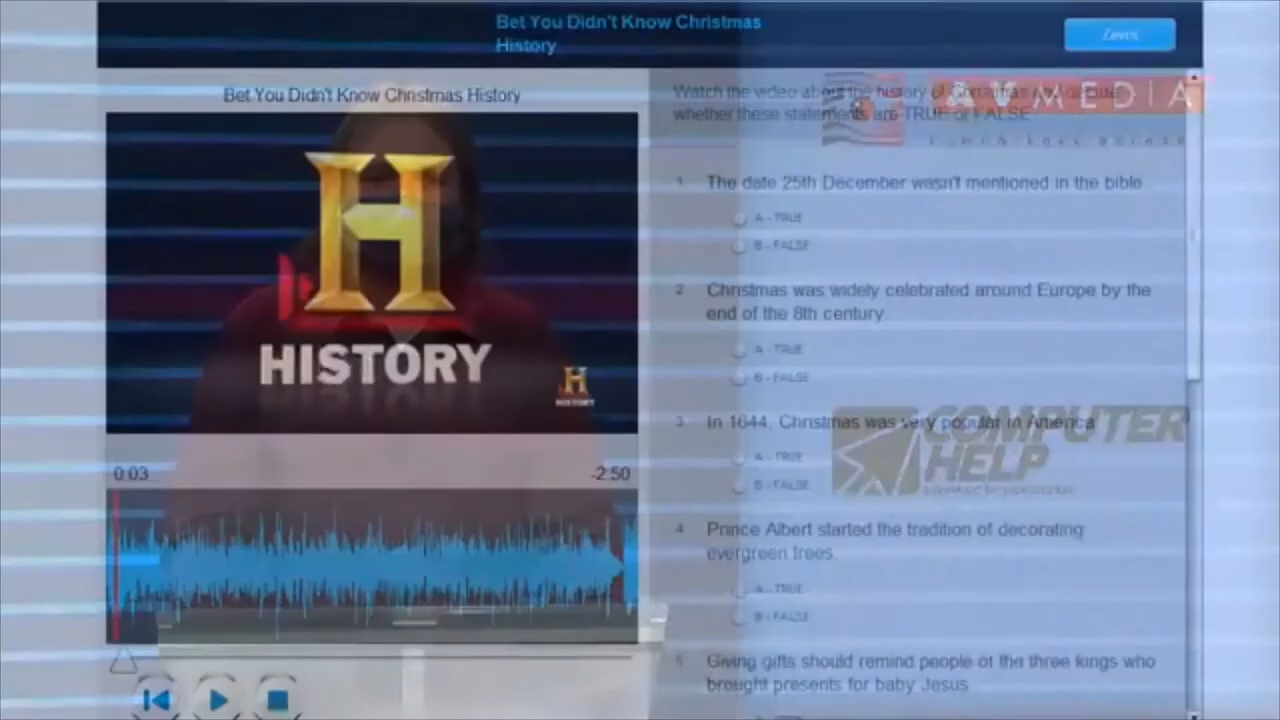 Bet You Didn't Know Christmas
History
Bet You Didn't Know Christmas History
Watch the video about the history of Christmas and
whether these statements are TRUE or FALSE
AVMEDIA
H
HISTORY
H
HISTORY
0:03
-2:50
1 The date 25th December wasn't mentioned in the bible
A - TRUE
B - FALSE
2 Christmas was widely celebrated around Europe by the
end of the 8th century.
A - TRUE
B - FALSE
3 In 1644, Christmas was very popular in America
A - TRUE
B - FALSE
COMPUTER
HELP
4 Prince Albert started the tradition of decorating
evergreen trees.
A - TRUE
B - FALSE
5 Giving gifts should remind people of the three kings who
brought presents for baby Jesus